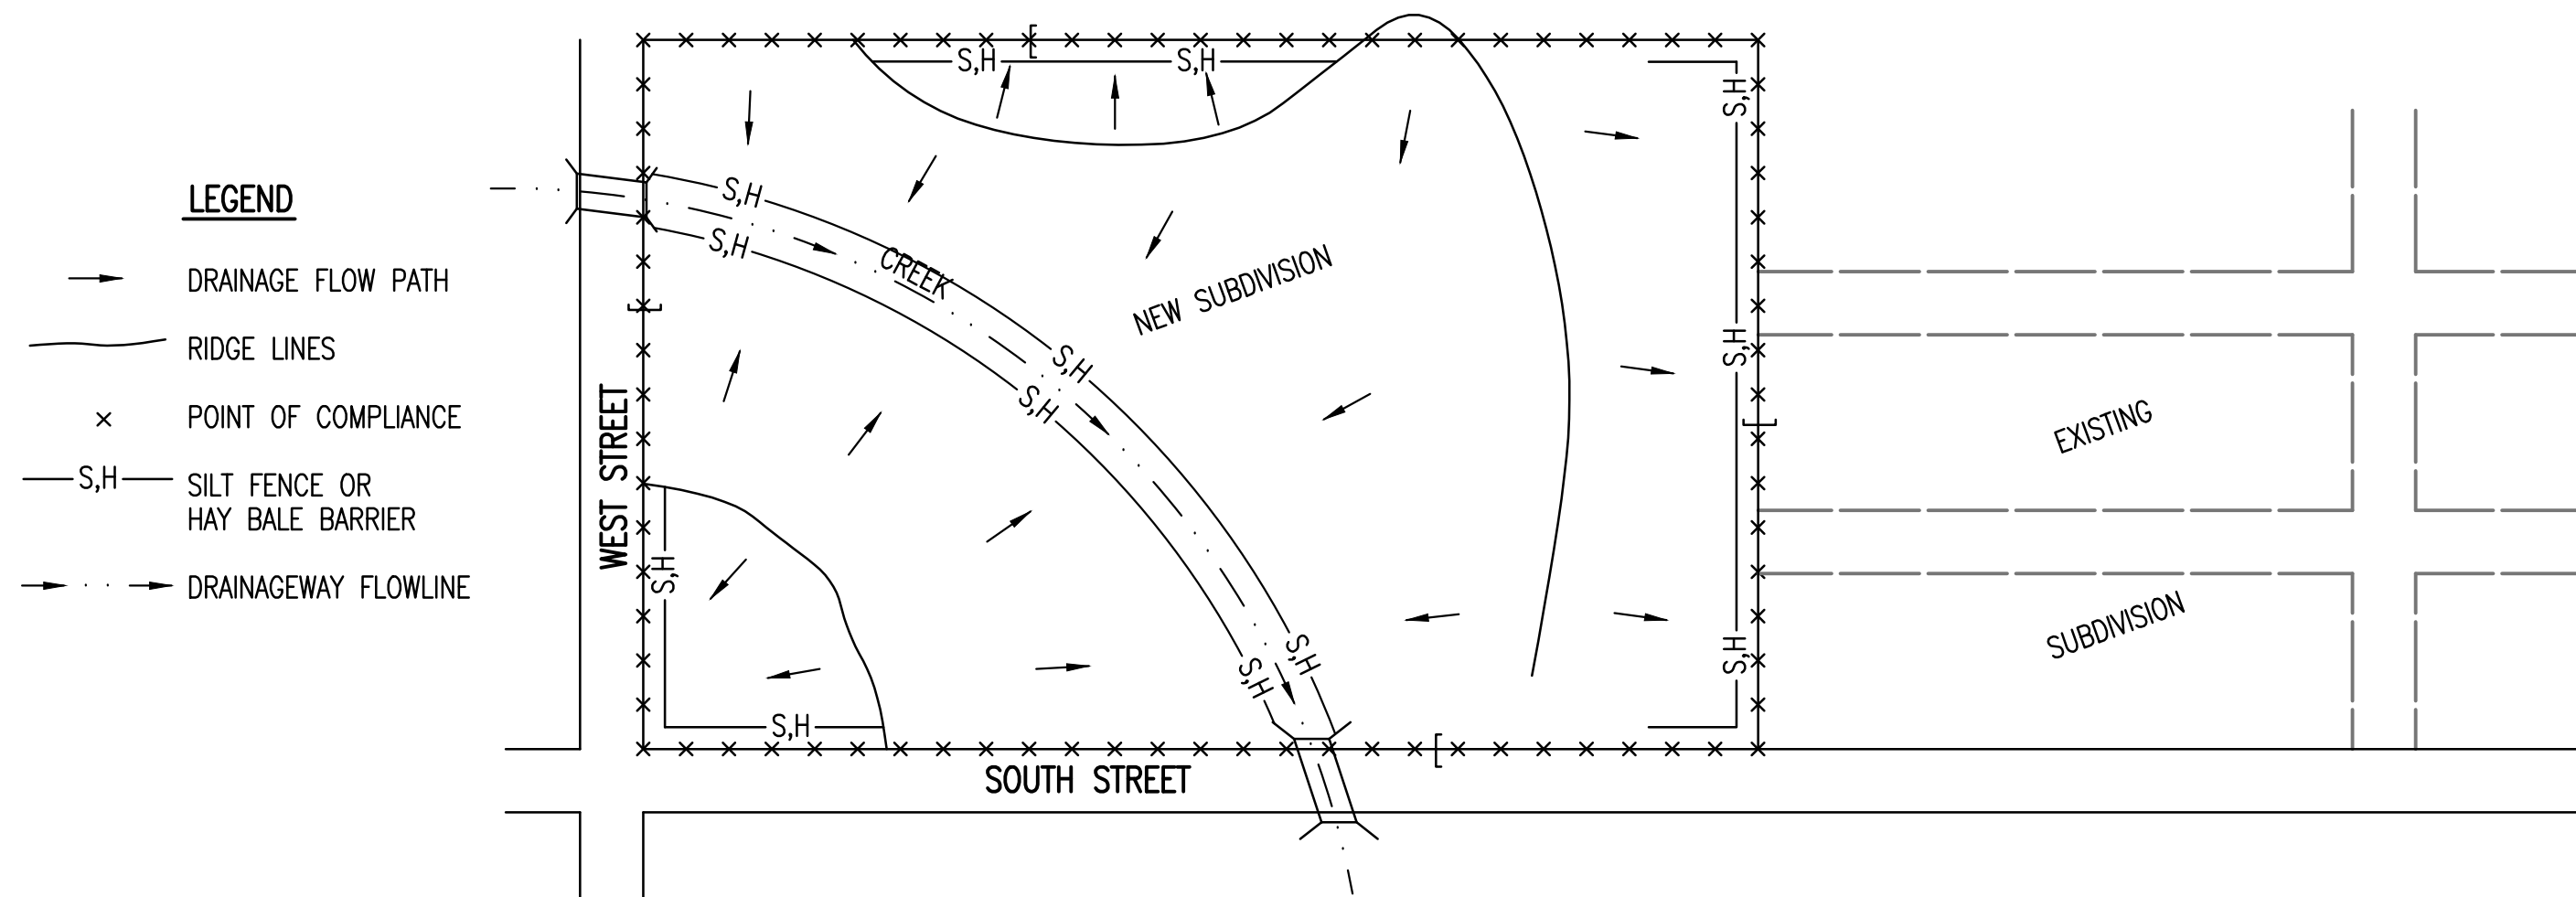 LEGEND
DRAINAGE FLOW PATH
RIDGE LINES
POINT OF COMPLIANCE
S,H
SILT FENCE OR
HAY BALE BARRIER
DRAINAGEWAY FLOWLINE
S,H
S,H
S,H
S,H
S,H
CREEK
NEW SUBDIVISION
S,H
S,H
S,H
WEST STREET
EXISTING
S,H
SUBDIVISION
S,H
S,H
S,H
S,H
SOUTH STREET